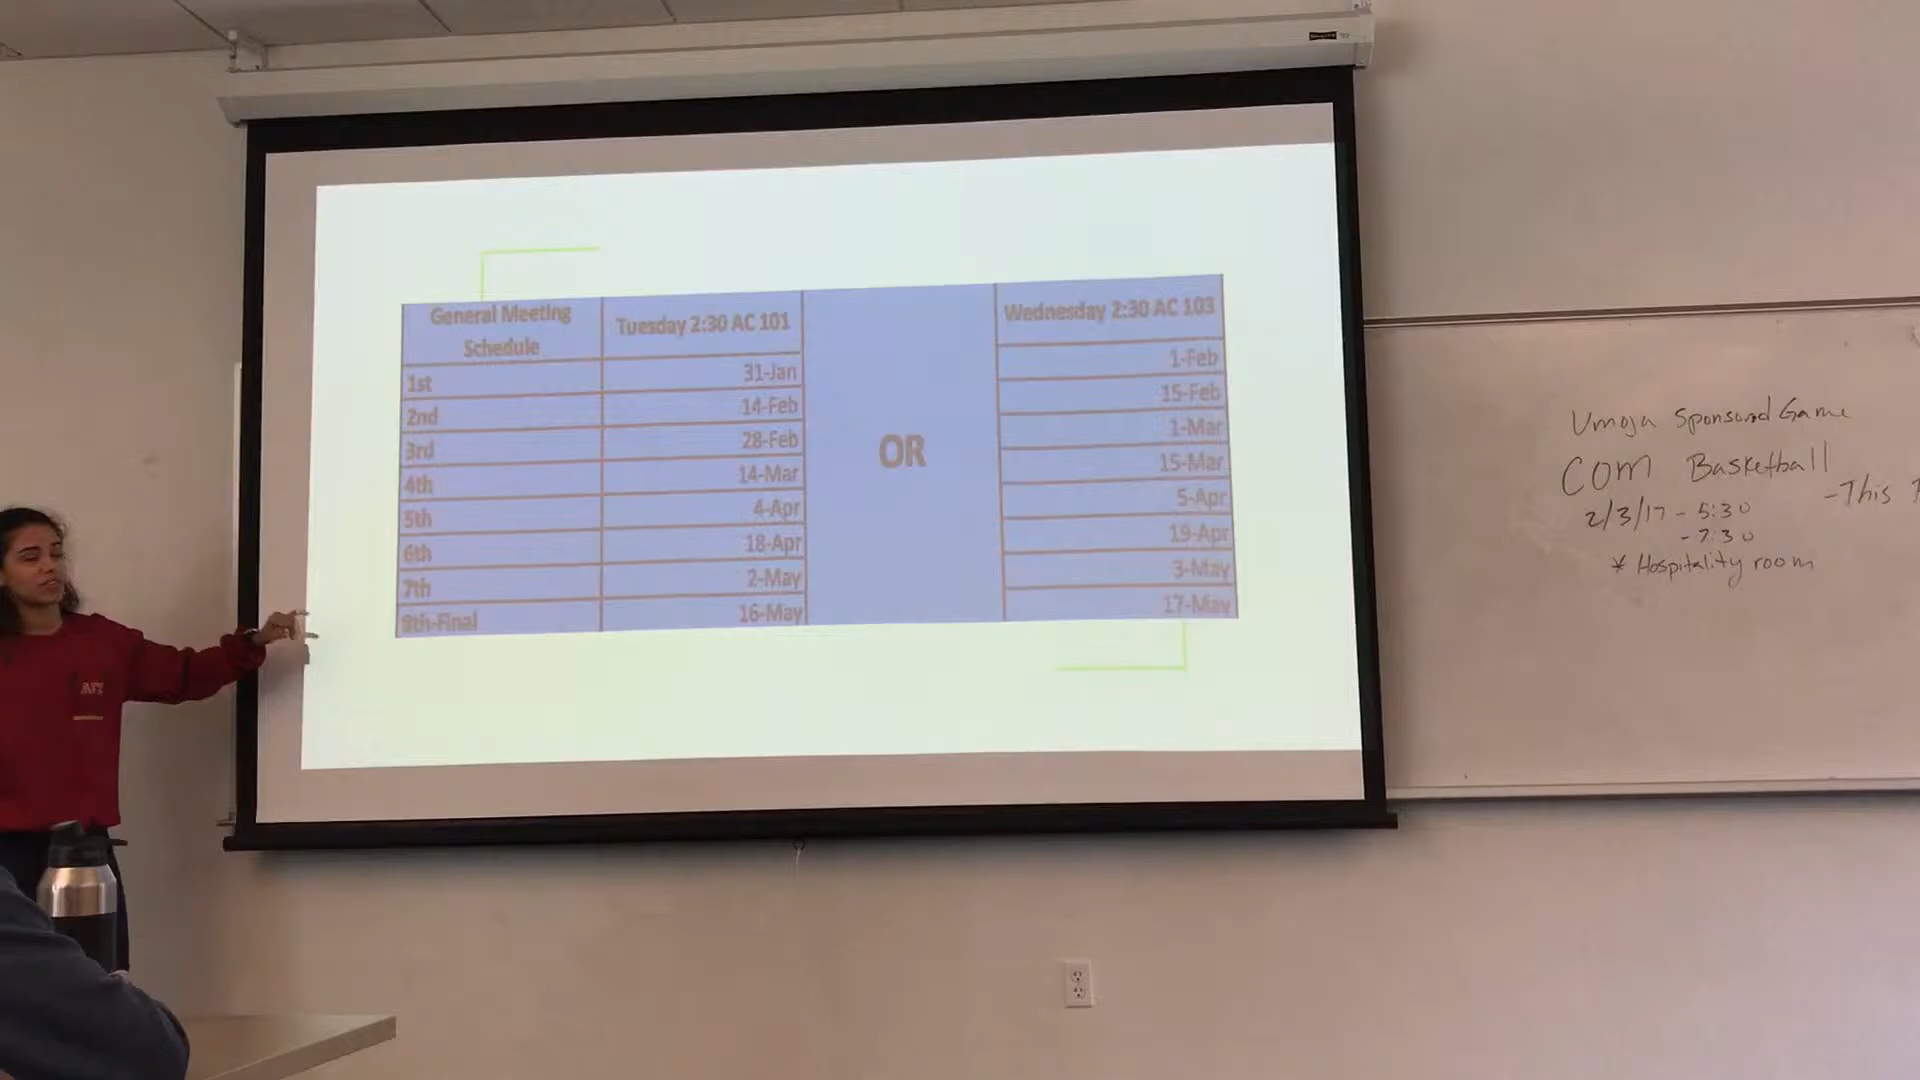 General Meeting Schedule Tuesday 2:30 AC 101 OR Wednesday 2:30 AC 103
1st 31-Jan 1-Feb
2nd 14-Feb 15-Feb
3rd 28-Feb 1-Mar
4th 14-Mar 15-Mar
5th 4-Apr 5-Apr
6th 18-Apr 19-Apr
7th 2-May 3-May
8th-Final 16-May 17-May
Umoja Sponsored Game
COM Basketball
- This
2/3/17 - 5:30
- 7:30
* Hospitality room